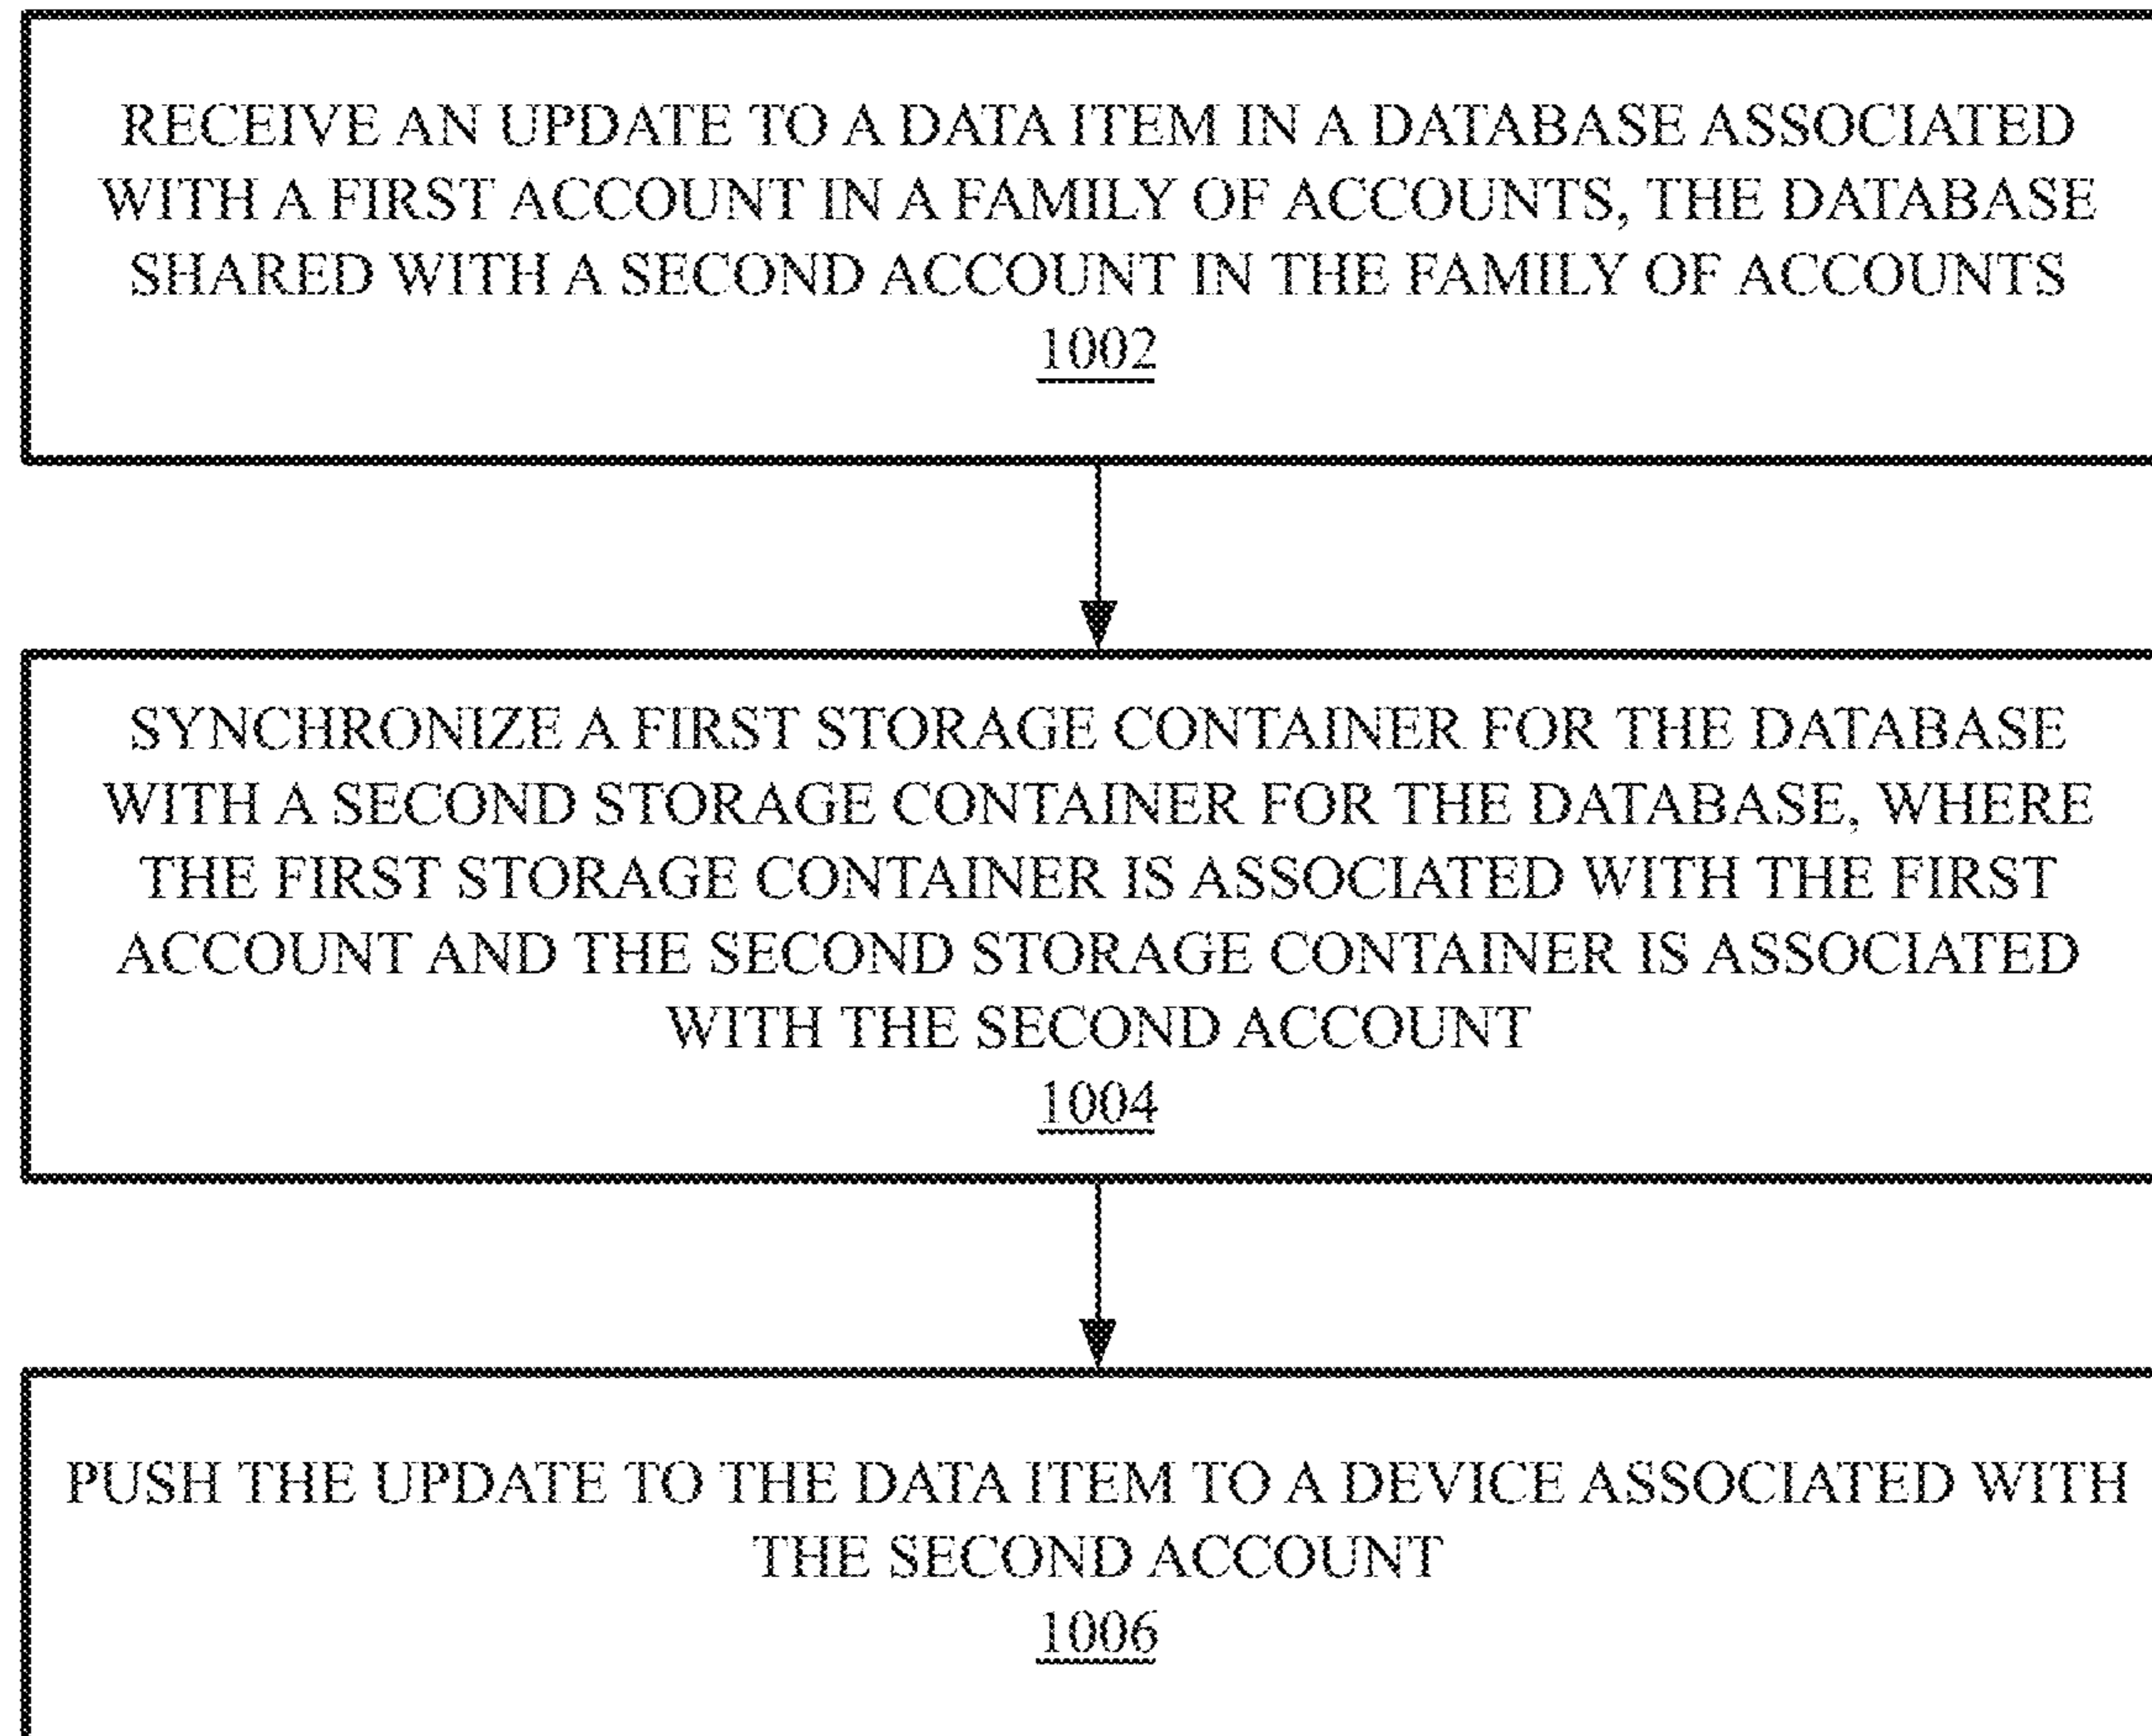 RECEIVE AN UPDATE TO A DATA ITEM IN A DATABASE ASSOCIATED
WITH A FIRST ACCOUNT IN A FAMILY OF ACCOUNTS, THE DATABASE
SHARED WITH A SECOND ACCOUNT IN THE FAMILY OF ACCOUNTS
1002
SYNCHRONIZE A FIRST STORAGE CONTAINER FOR THE DATABASE
WITH A SECOND STORAGE CONTAINER FOR THE DATABASE, WHERE
THE FIRST STORAGE CONTAINER IS ASSOCIATED WITH THE FIRST
ACCOUNT AND THE SECOND STORAGE CONTAINER IS ASSOCIATED
WITH THE SECOND ACCOUNT
1004
PUSH THE UPDATE TO THE DATA ITEM TO A DEVICE ASSOCIATED WITH
THE SECOND ACCOUNT
1006